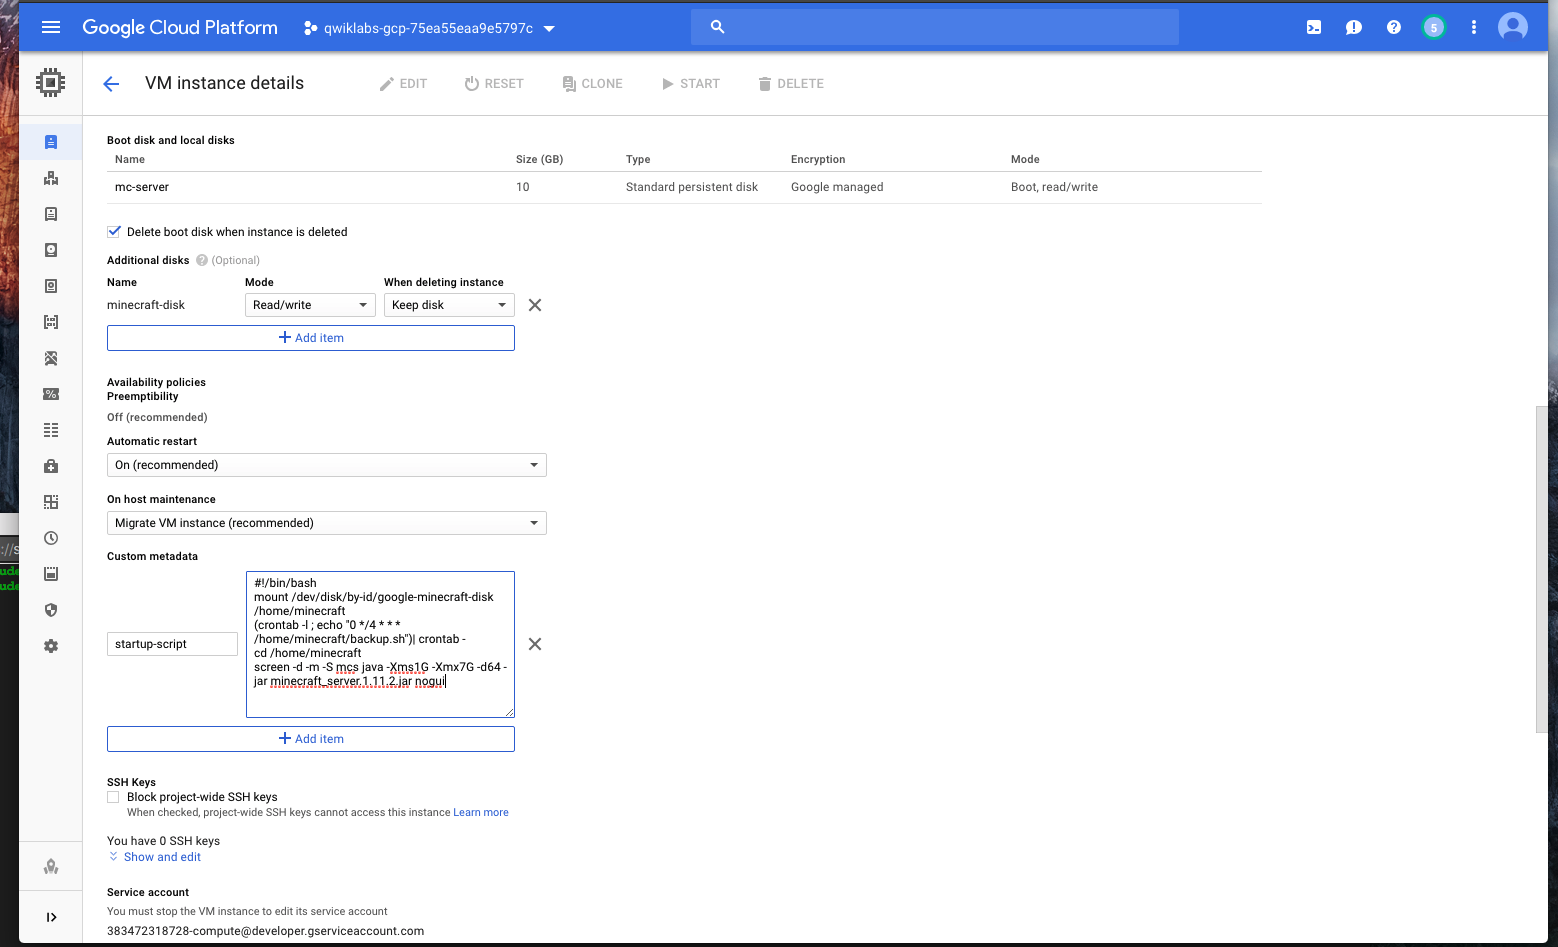 Google Cloud Platform
qwiklabs-gcp-75ea55eaa9e5797c
5
VM instance details
EDIT
RESET
CLONE
START
DELETE
Boot disk and local disks
Name Size (GB) Type Encryption Mode
mc-server 10 Standard persistent disk Google managed Boot, read/write
Delete boot disk when instance is deleted
Additional disks ? (Optional)
Name Mode When deleting instance
minecraft-disk Read/write Keep disk
+ Add item
Availability policies
Preemptibility
Off (recommended)
Automatic restart
On (recommended)
On host maintenance
Migrate VM instance (recommended)
Custom metadata
startup-script
#!/bin/bash
mount /dev/disk/by-id/google-minecraft-disk
/home/minecraft
(crontab -l ; echo "0 */4 * * *
/home/minecraft/backup.sh")| crontab -
cd /home/minecraft
screen -d -m -S mcs java -Xms1G -Xmx7G -d64 -
jar minecraft_server.1.11.2.jar nogui
+ Add item
SSH Keys
Block project-wide SSH keys
When checked, project-wide SSH keys cannot access this instance Learn more
You have 0 SSH keys
Show and edit
Service account
You must stop the VM instance to edit its service account
383472318728-compute@developer.gserviceaccount.com
://s
ude
ude